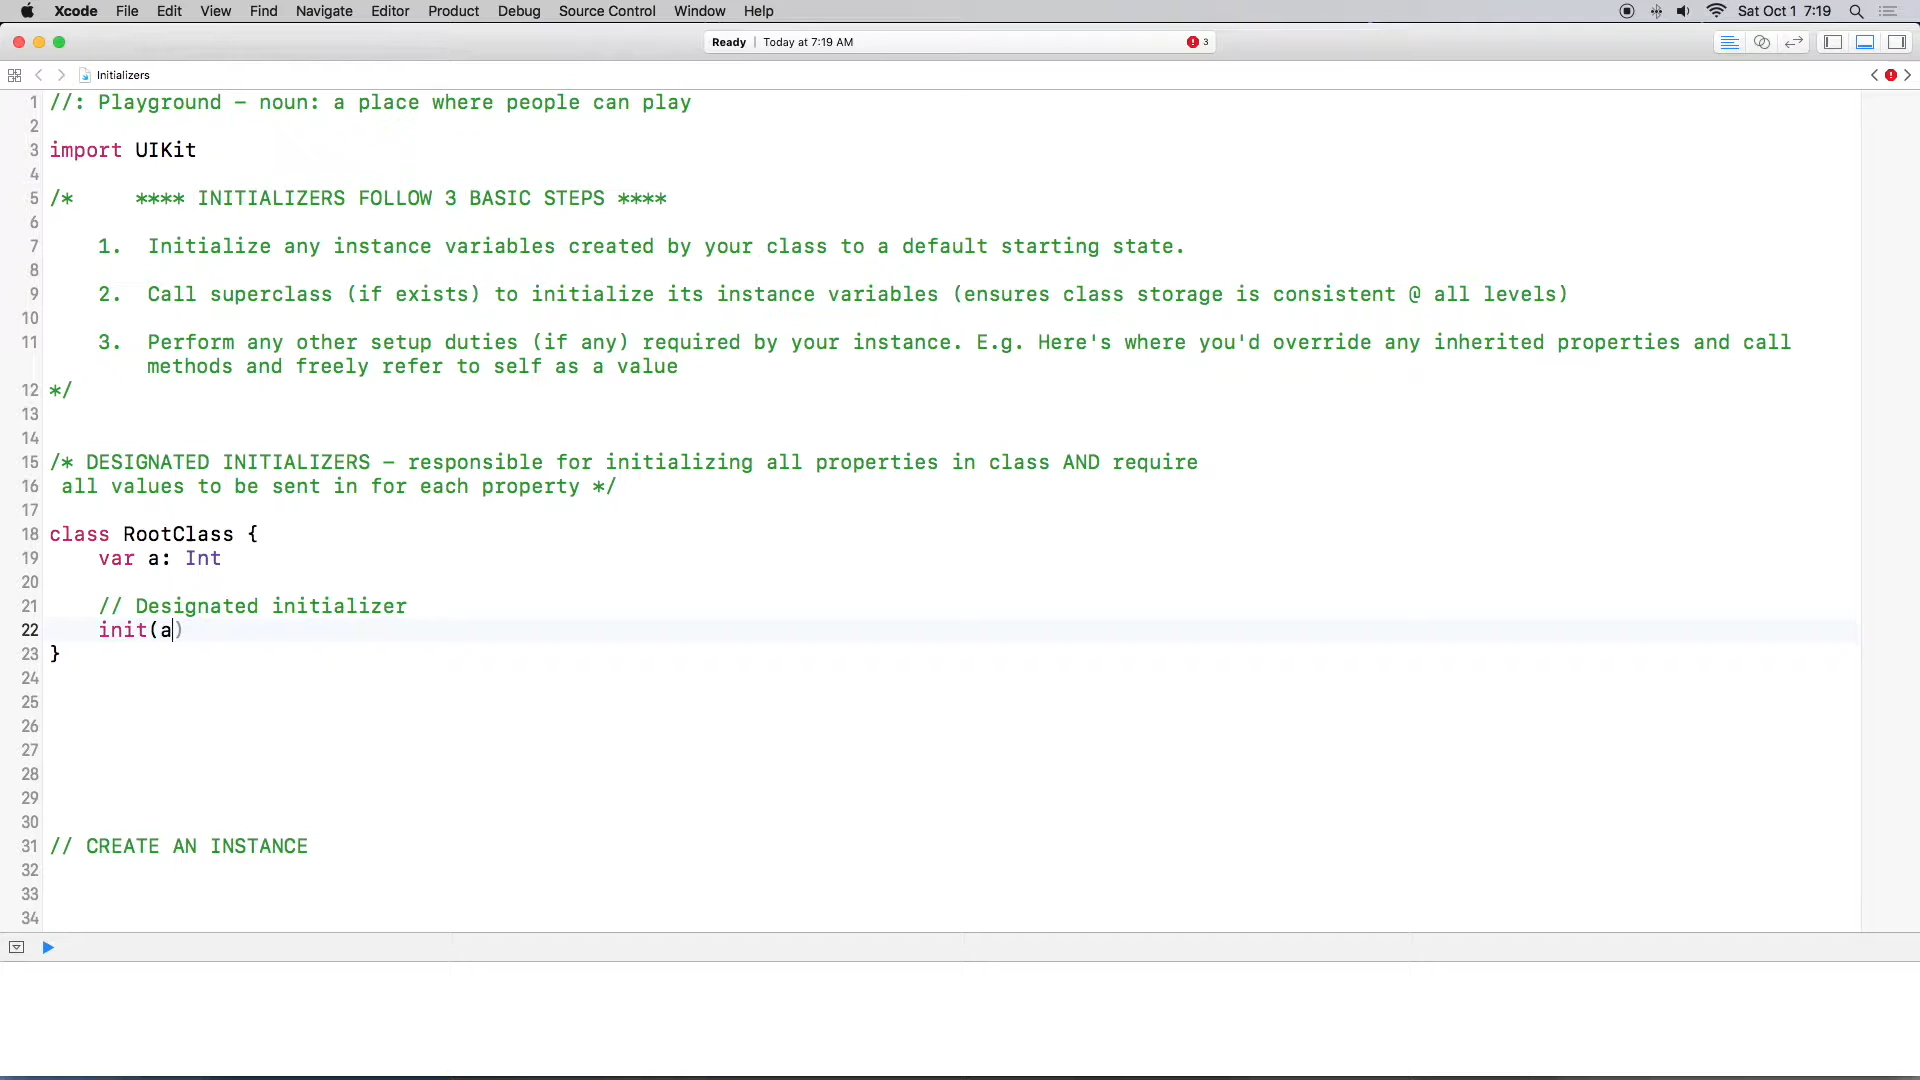 Xcode File Edit View Find Navigate Editor Product Debug Source Control Window Help Sat Oct 1 7:19
Ready | Today at 7:19 AM 3
Initializers
1 //: Playground – noun: a place where people can play
2
3 import UIKit
4
5 /* **** INITIALIZERS FOLLOW 3 BASIC STEPS ****
6
7 1. Initialize any instance variables created by your class to a default starting state.
8
9 2. Call superclass (if exists) to initialize its instance variables (ensures class storage is consistent @ all levels)
10
11 3. Perform any other setup duties (if any) required by your instance. E.g. Here's where you'd override any inherited properties and call
methods and freely refer to self as a value
12 */
13
14
15 /* DESIGNATED INITIALIZERS – responsible for initializing all properties in class AND require
16 all values to be sent in for each property */
17
18 class RootClass {
19 var a: Int
20
21 // Designated initializer
22 init(a)
23 }
24
25
26
27
28
29
30
31 // CREATE AN INSTANCE
32
33
34